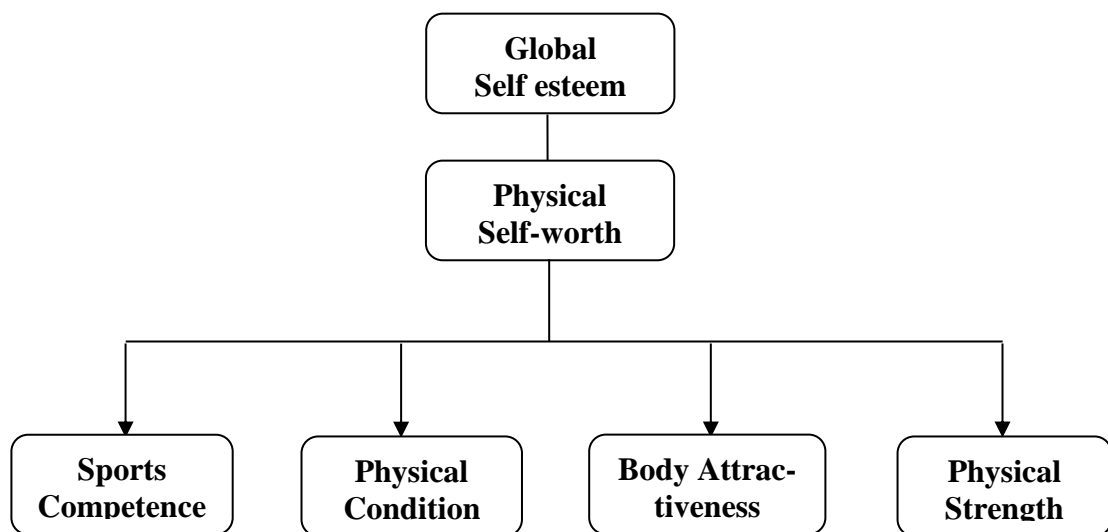 Global
Self esteem
Physical
Self-worth
Sports
Competence
Physical
Condition
Body Attrac-
tiveness
Physical
Strength